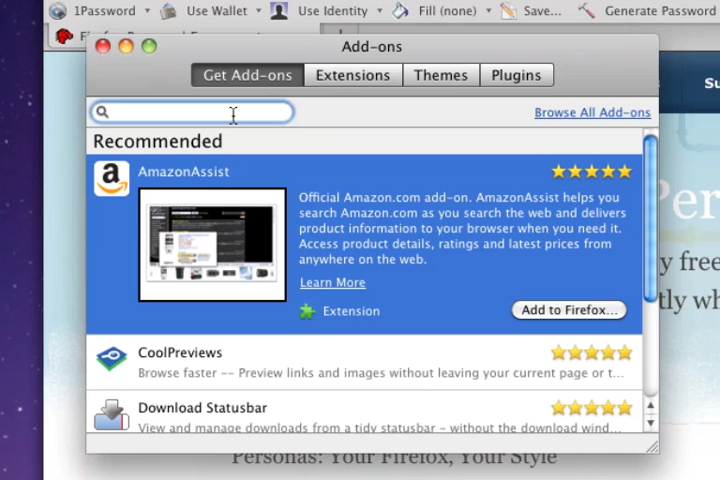 1Password Use Wallet Use Identity Fill (none) Save... Generate Password
Add-ons
Get Add-ons Extensions Themes Plugins
Su
Browse All Add-ons
Recommended
AmazonAssist
Official Amazon.com add-on. AmazonAssist helps you
search Amazon.com as you search the web and delivers
product information to your browser when you need it.
Access product details, ratings and latest prices from
anywhere on the web.
Learn More
Extension
Add to Firefox...
Per
y free
tly wh
CoolPreviews
Browse faster -- Preview links and images without leaving your current page or t...
Download Statusbar
View and manage downloads from a tidy statusbar - without the download wind...
Personas: Your Firefox, Your Style